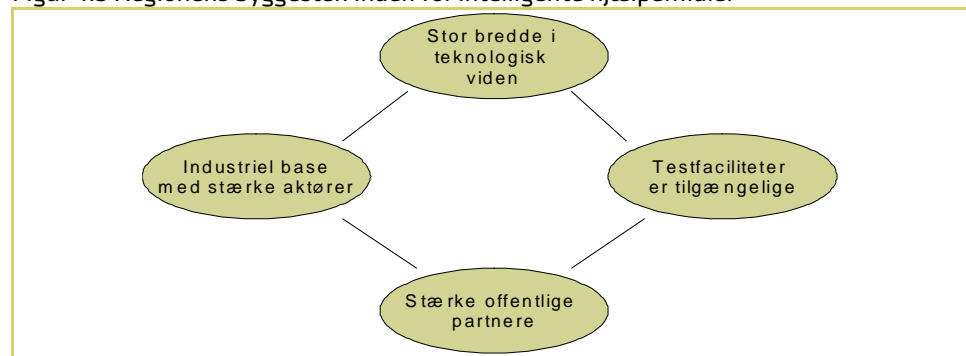 Stor bredde i
teknologisk
viden
Industriel base
med stærke aktører
Testfaciliteter
er tilgængelige
Stærke offentlige
partnere